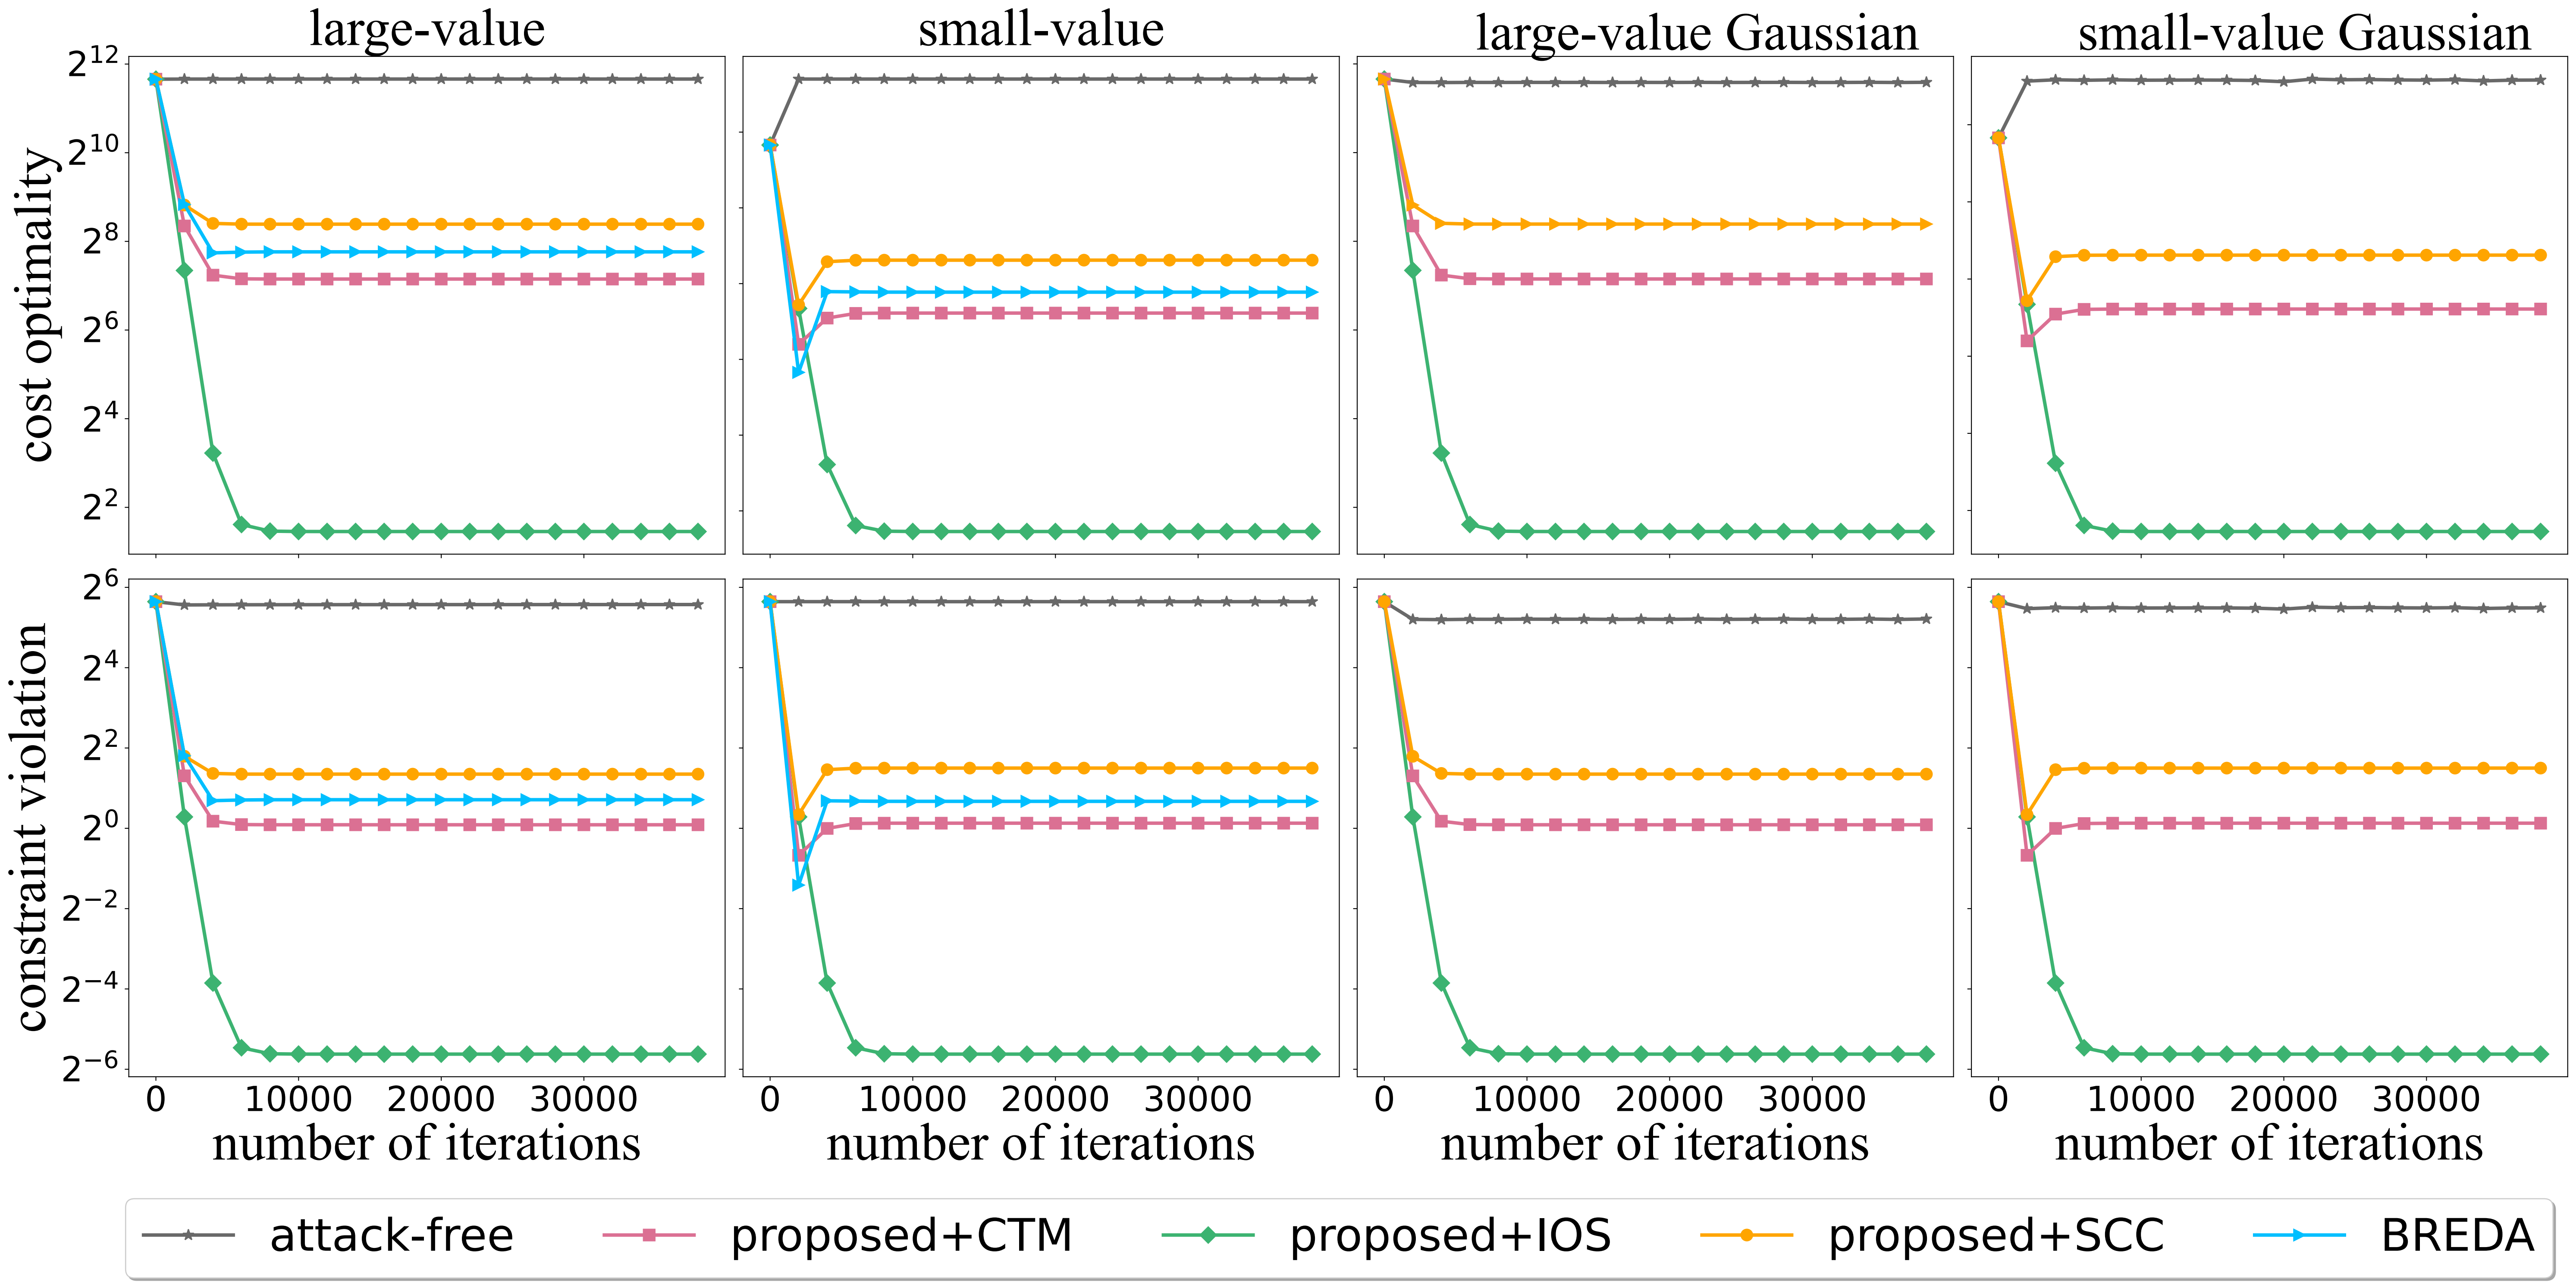 large-value small-value large-value Gaussian small-value Gaussian
cost optimality
2^12
2^10
2^8
2^6
2^4
2^2
constraint violation
2^6
2^4
2^2
2^0
2^−2
2^−4
2^−6
0 10000 20000 30000 0 10000 20000 30000 0 10000 20000 30000 0 10000 20000 30000
number of iterations number of iterations number of iterations number of iterations
attack-free proposed+CTM proposed+IOS proposed+SCC BREDA